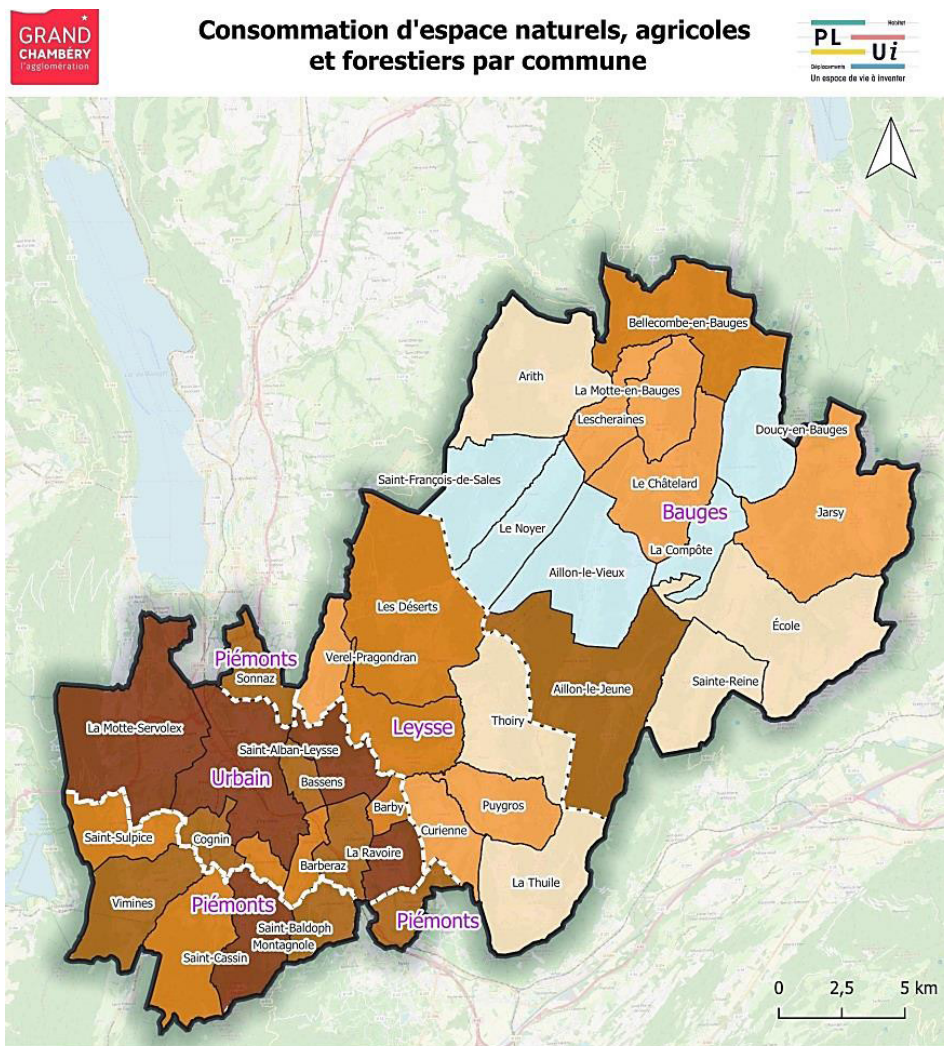 GRAND
CHAMBÉRY
l'agglomération
Consommation d'espace naturels, agricoles
et forestiers par commune
Habitat
PL
Ui
Déplacements
Un espace de vie à inventer
Bellecombe-en-Bauges
Arith
La Motte-en-Bauges
Lescheraines
Doucy-en-Bauges
Saint-François-de-Sales
Le Châtelard
Jarsy
Bauges
Le Noyer
La Compôte
Aillon-le-Vieux
Les Déserts
École
Verel-Pragondran
Piémonts
Sonnaz
Sainte-Reine
Aillon-le-Jeune
Thoiry
La Motte-Servolex
Leysse
Saint-Alban-Leysse
Urbain
Bassens
Barby
Puygros
Curienne
Saint-Sulpice
Cognin
La Ravoire
Barberaz
La Thuile
Vimines
Piémonts
Piémonts
Saint-Baldoph
Montagnole
Saint-Cassin
0 2,5 5 km